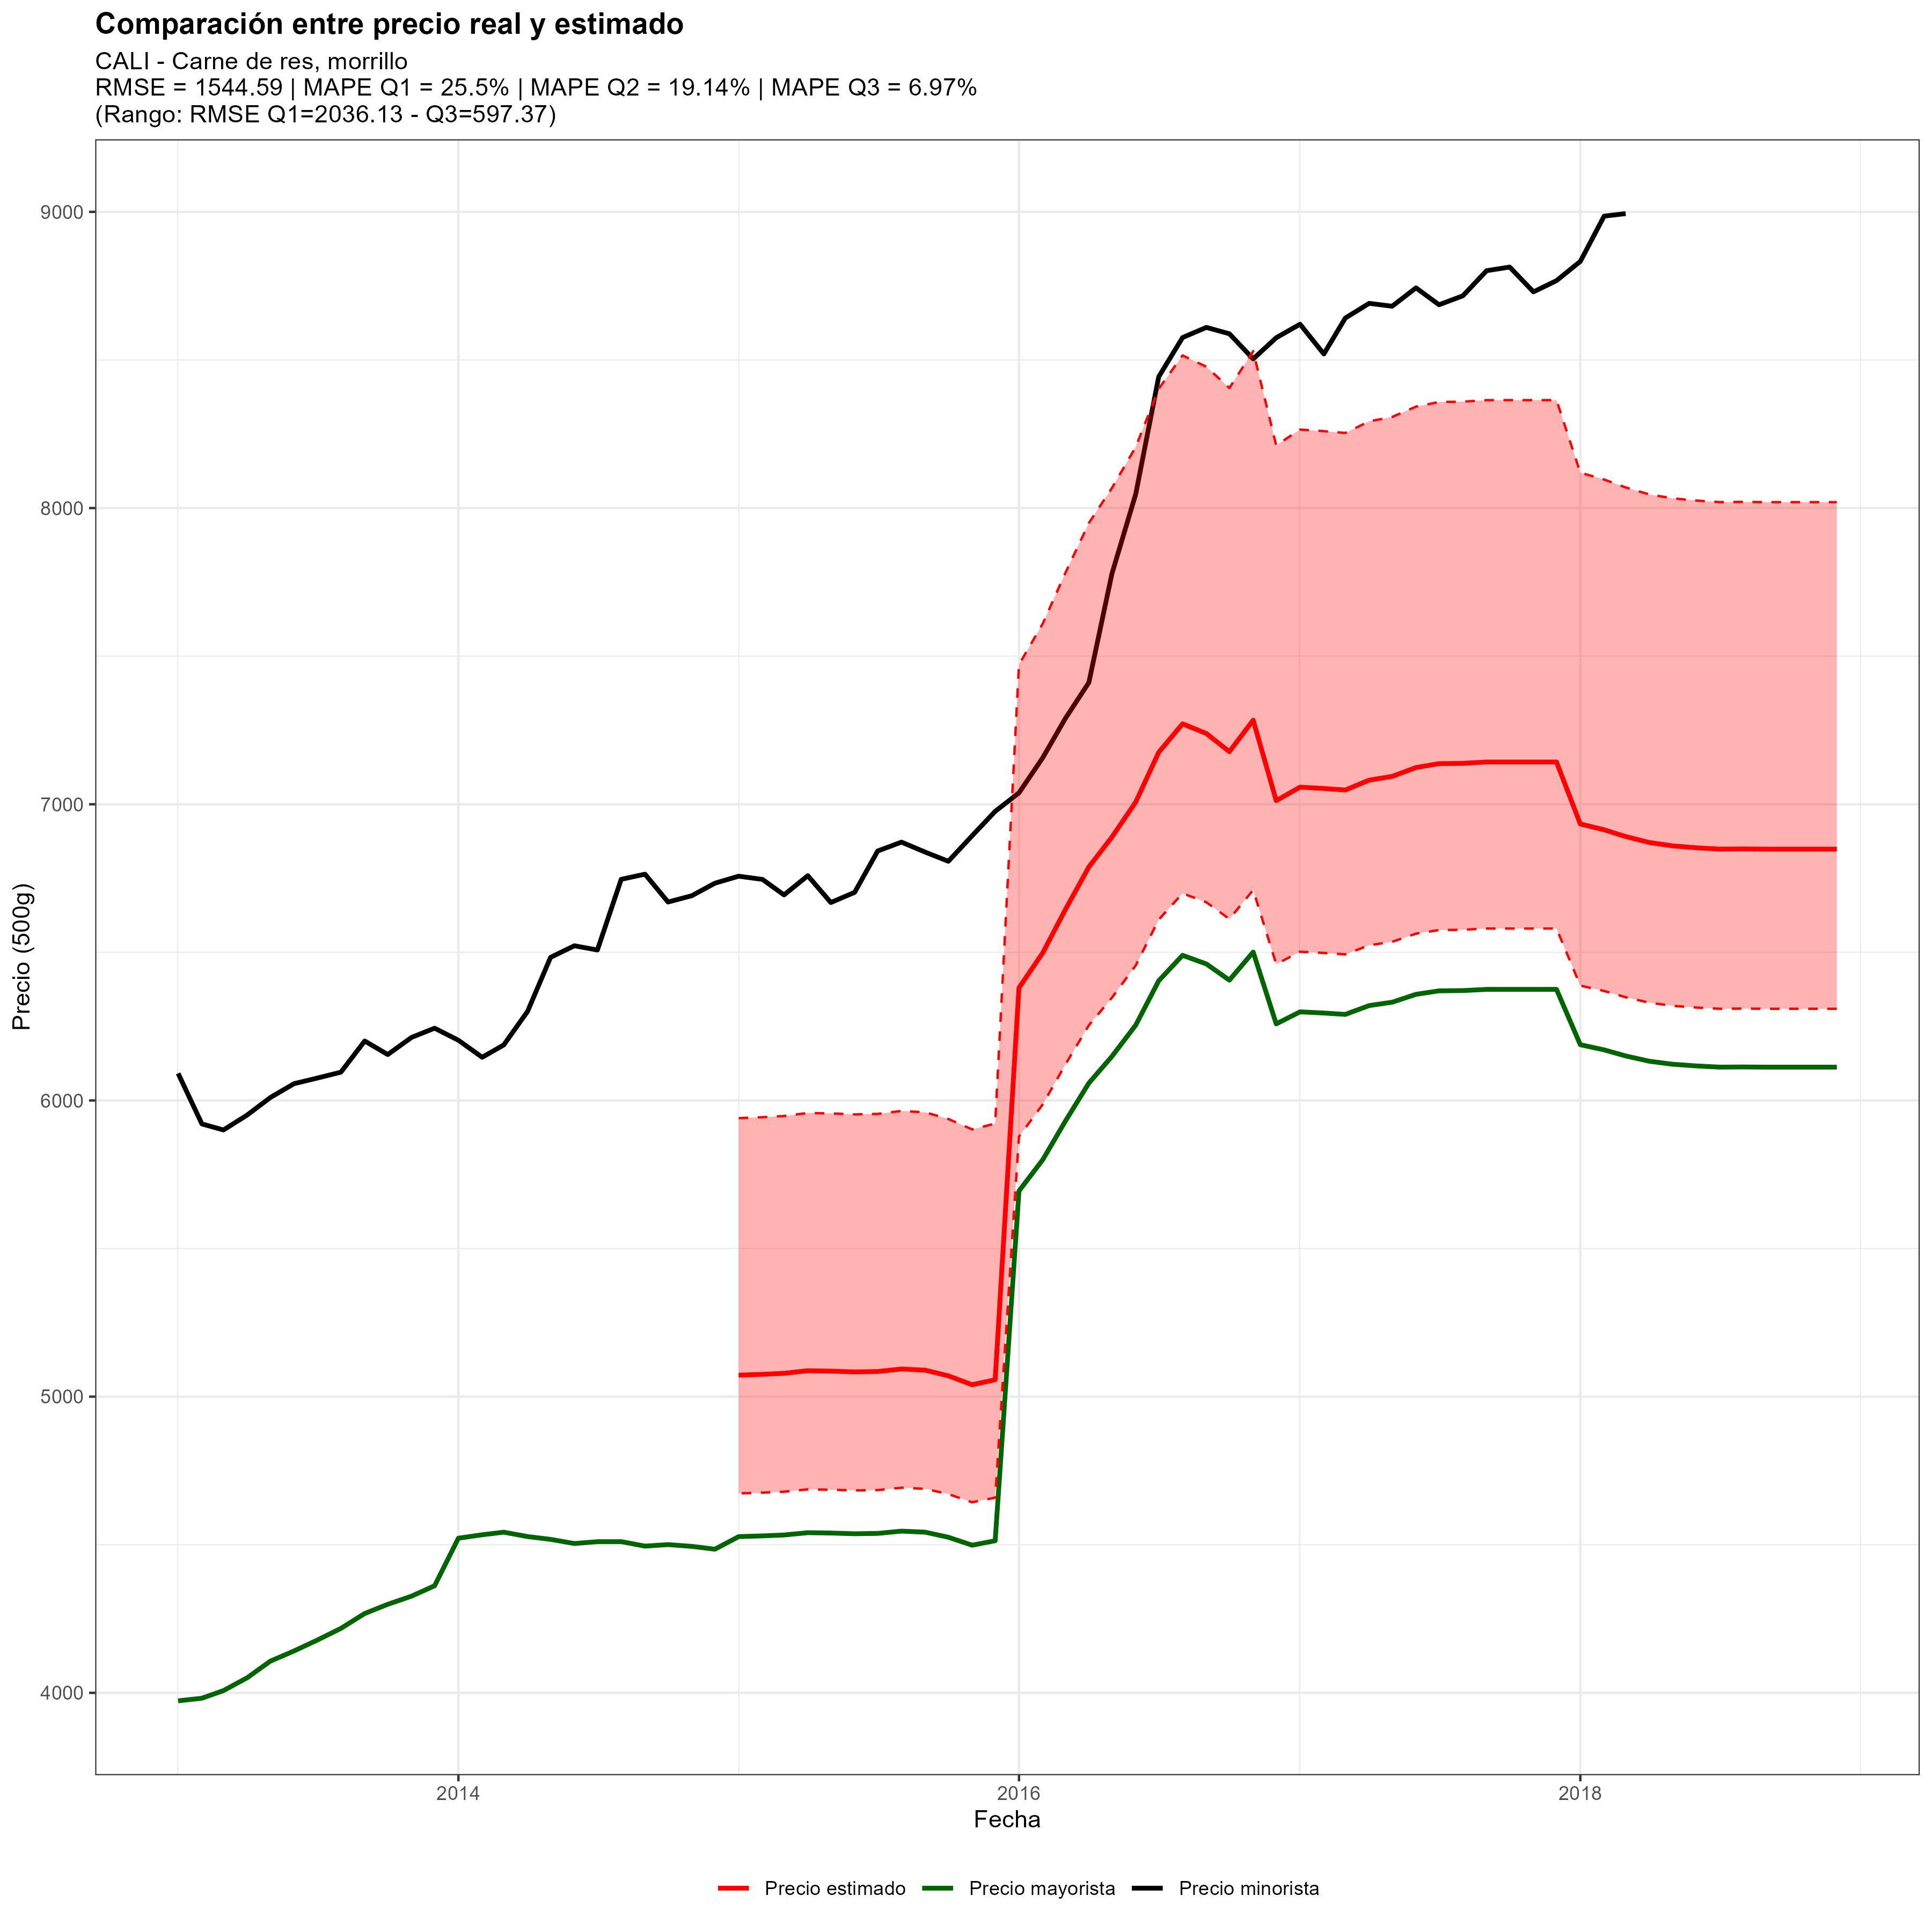 Comparación entre precio real y estimado
CALI - Carne de res, morrillo
RMSE = 1544.59 | MAPE Q1 = 25.5% | MAPE Q2 = 19.14% | MAPE Q3 = 6.97%
(Rango: RMSE Q1=2036.13 - Q3=597.37)
Precio (500g)
9000
8000
7000
6000
5000
4000
2014
2016
2018
Fecha
Precio estimado
Precio mayorista
Precio minorista